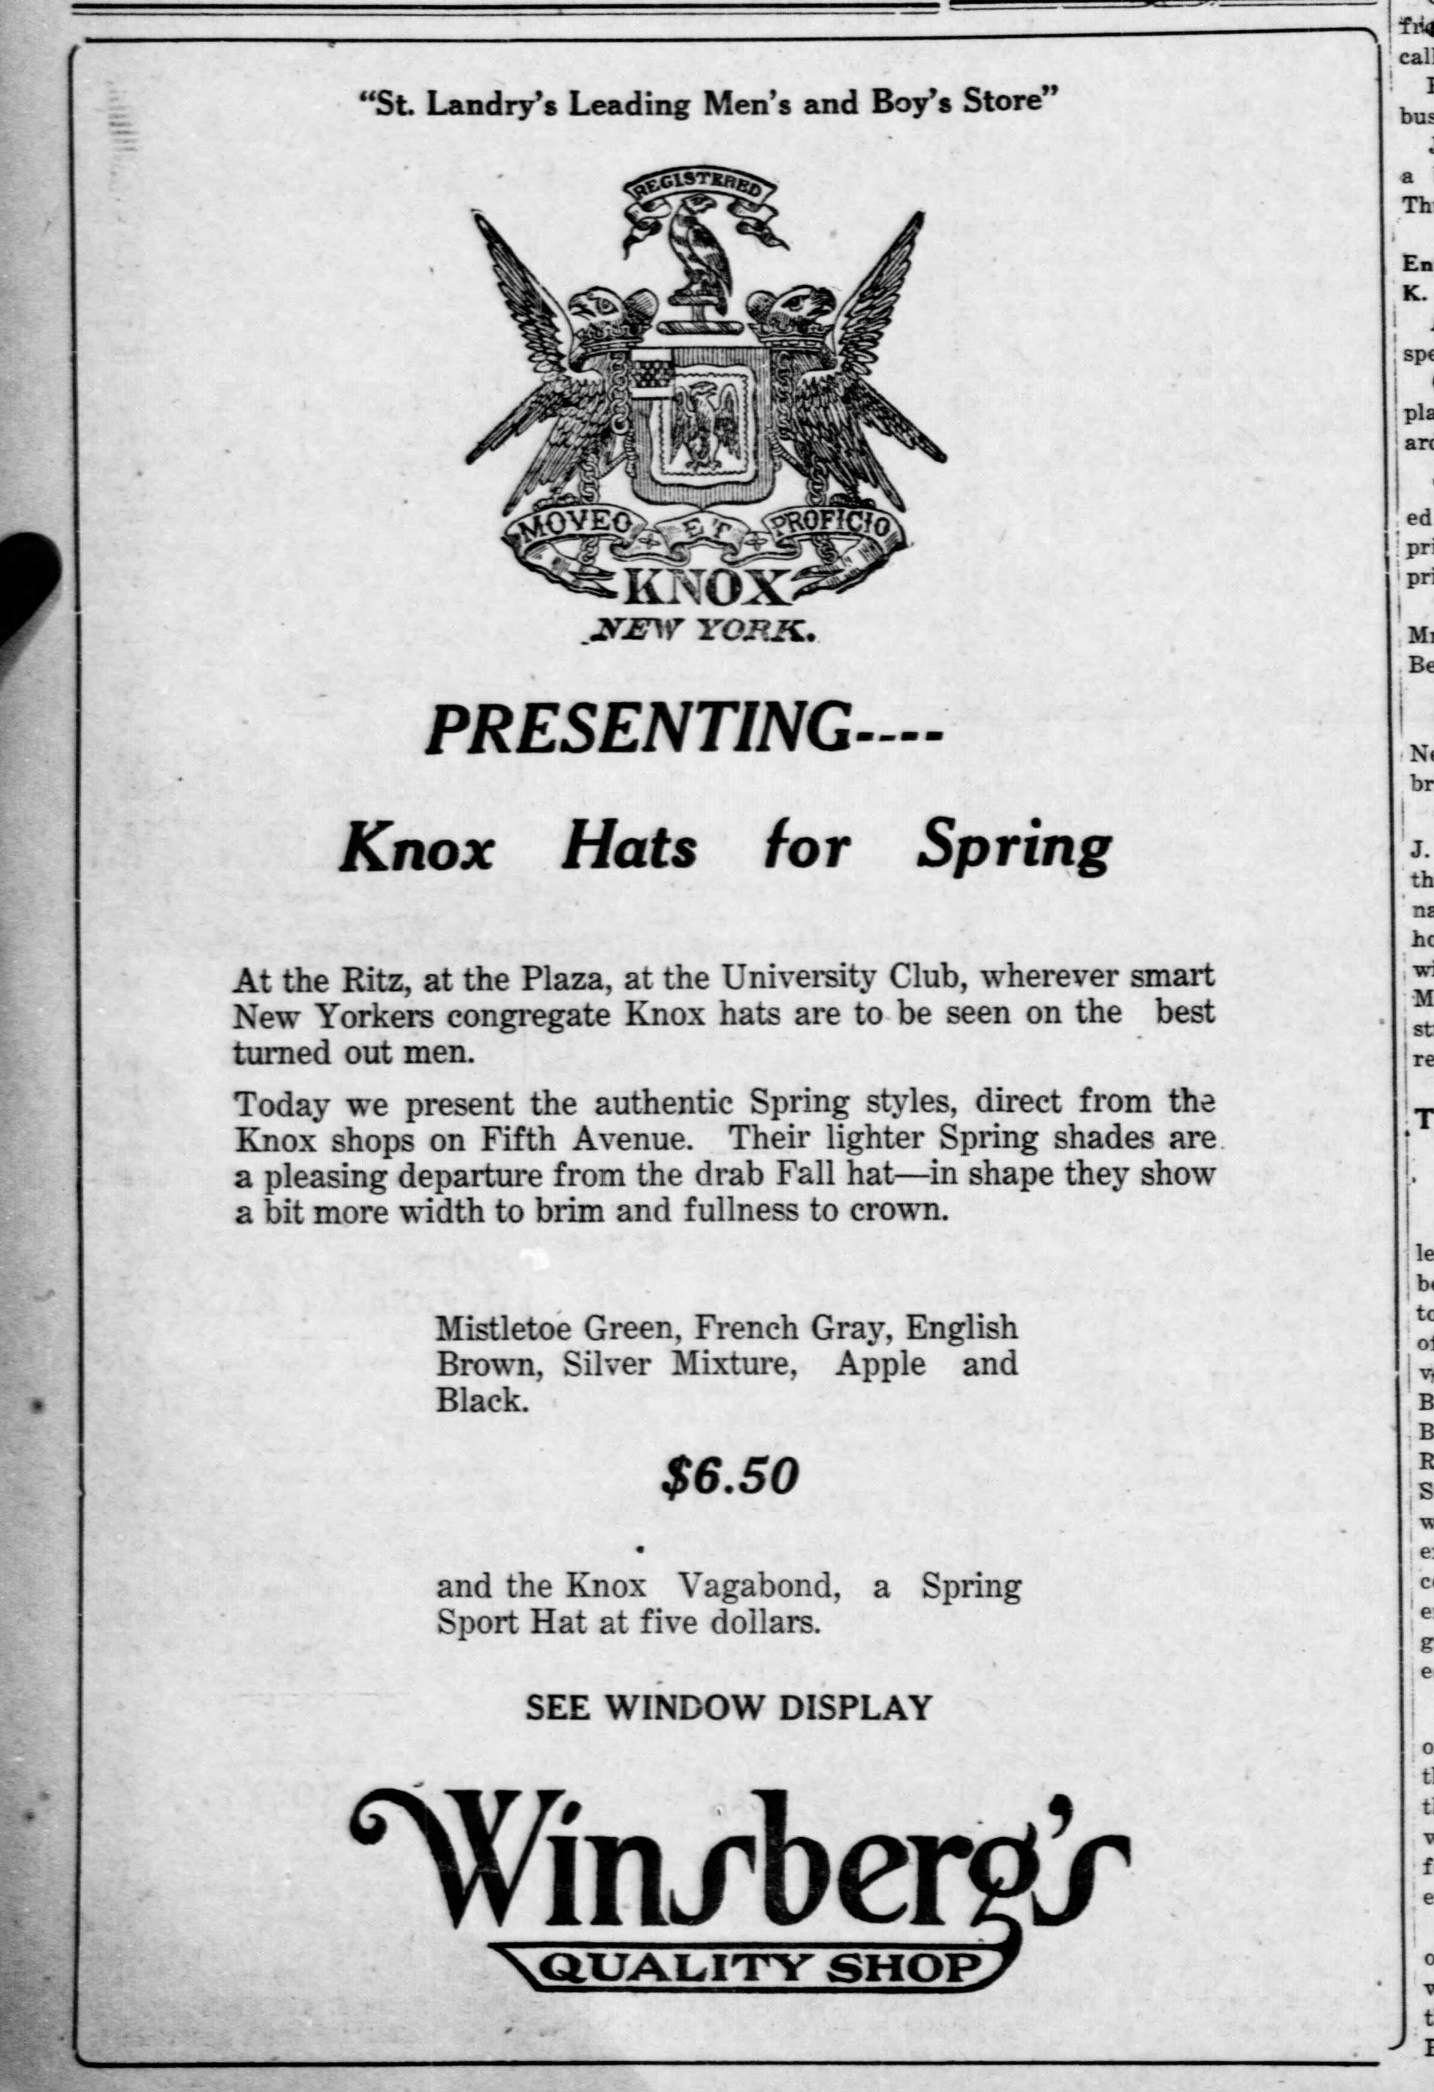 "St. Landry's Leading Men's and Boy's Store"
REGISTERED
MOVEO ET PROFICIO
KNOX
NEW YORK.
PRESENTING----
Knox Hats for Spring
At the Ritz, at the Plaza, at the University Club, wherever smart
New Yorkers congregate Knox hats are to be seen on the best
turned out men.
Today we present the authentic Spring styles, direct from the
Knox shops on Fifth Avenue. Their lighter Spring shades are
a pleasing departure from the drab Fall hat—in shape they show
a bit more width to brim and fullness to crown.
Mistletoe Green, French Gray, English
Brown, Silver Mixture, Apple and
Black.
$6.50
and the Knox Vagabond, a Spring
Sport Hat at five dollars.
SEE WINDOW DISPLAY
Winsberg's
QUALITY SHOP